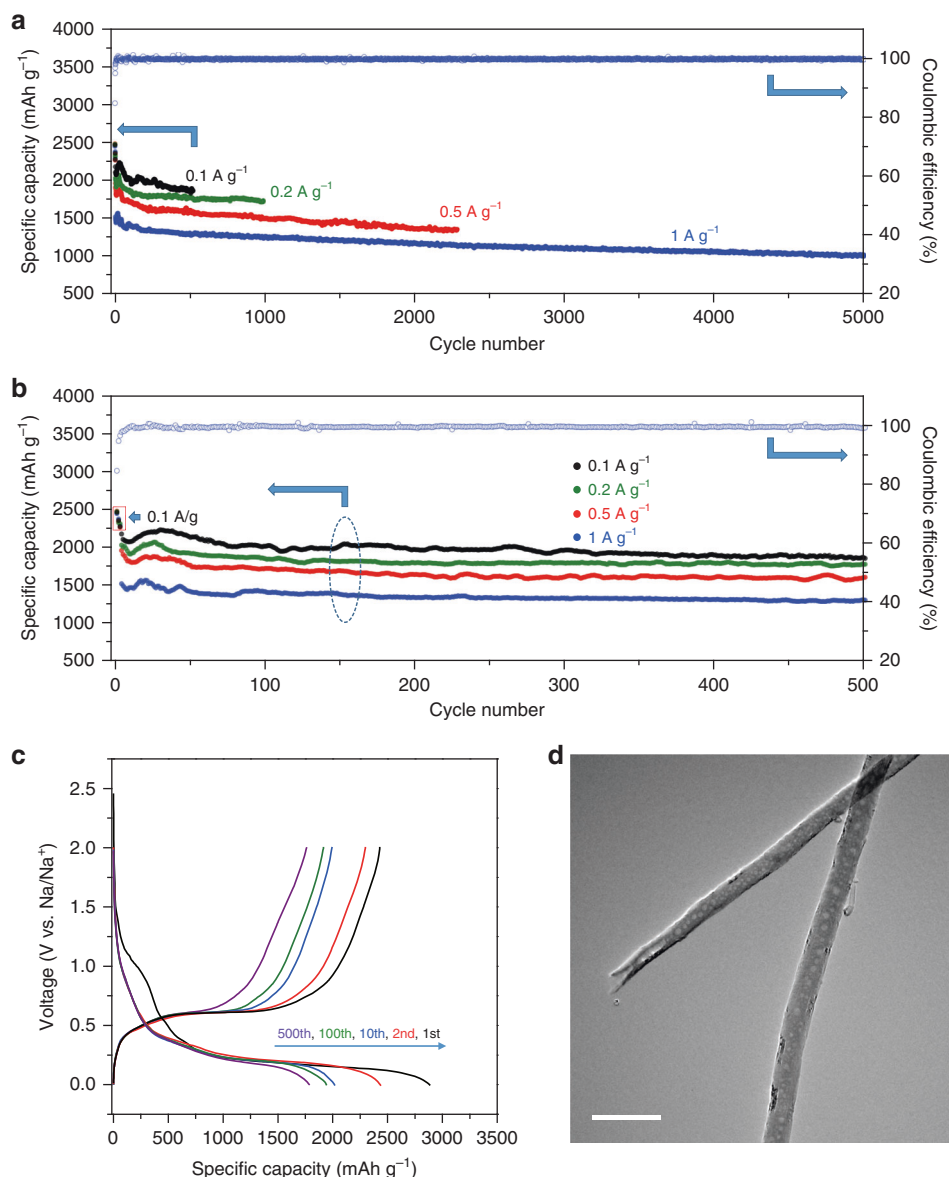 a
4000
3500
3000
2500
2000
1500
1000
500
Specific capacity (mAh g⁻¹)
0.1 A g⁻¹
0.2 A g⁻¹
0.5 A g⁻¹
1 A g⁻¹
100
80
60
40
20
Coulombic efficiency
(%)
0 1000 2000 3000 4000 5000
Cycle number
b
4000
3500
3000
2500
2000
1500
1000
500
Specific capacity (mAh g⁻¹)
0.1 A/g
0.1 A g⁻¹
0.2 A g⁻¹
0.5 A g⁻¹
1 A g⁻¹
100
80
60
40
20
Coulombic efficiency
(%)
0 100 200 300 400 500
Cycle number
c
2.5
2.0
1.5
1.0
0.5
0.0
Voltage (V vs. Na/Na⁺)
500th, 100th, 10th, 2nd, 1st
0 500 1000 1500 2000 2500 3000 3500
Specific capacity (mAh g⁻¹)
d